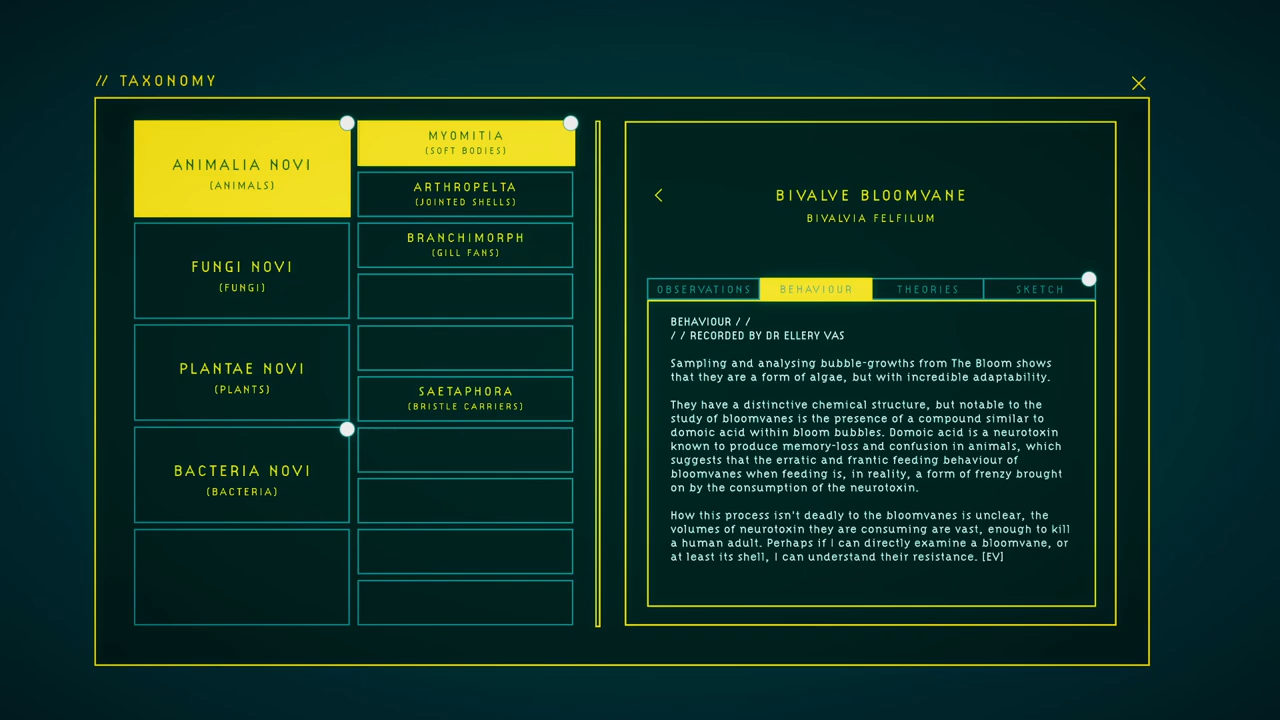 // TAXONOMY
ANIMALIA NOVI
(ANIMALS)
FUNGI NOVI
(FUNGI)
PLANTAE NOVI
(PLANTS)
BACTERIA NOVI
(BACTERIA)
MYOMITIA
(SOFT BODIES)
ARTHROPELTA
(JOINTED SHELLS)
BRANCHIMORPH
(GILL FANS)
SAETAPHORA
(BRISTLE CARRIERS)
BIVALVE BLOOMVANE
BIVALVIA FELFILUM
OBSERVATIONS BEHAVIOUR THEORIES SKETCH
BEHAVIOUR / /
/ / RECORDED BY DR ELLERY VAS
Sampling and analysing bubble-growths from The Bloom shows
that they are a form of algae, but with incredible adaptability.
They have a distinctive chemical structure, but notable to the
study of bloomvanes is the presence of a compound similar to
domoic acid within bloom bubbles. Domoic acid is a neurotoxin
known to produce memory-loss and confusion in animals, which
suggests that the erratic and frantic feeding behaviour of
bloomvanes when feeding is, in reality, a form of frenzy brought
on by the consumption of the neurotoxin.
How this process isn't deadly to the bloomvanes is unclear, the
volumes of neurotoxin they are consuming are vast, enough to kill
a human adult. Perhaps if I can directly examine a bloomvane, or
at least its shell, I can understand their resistance. [EV]